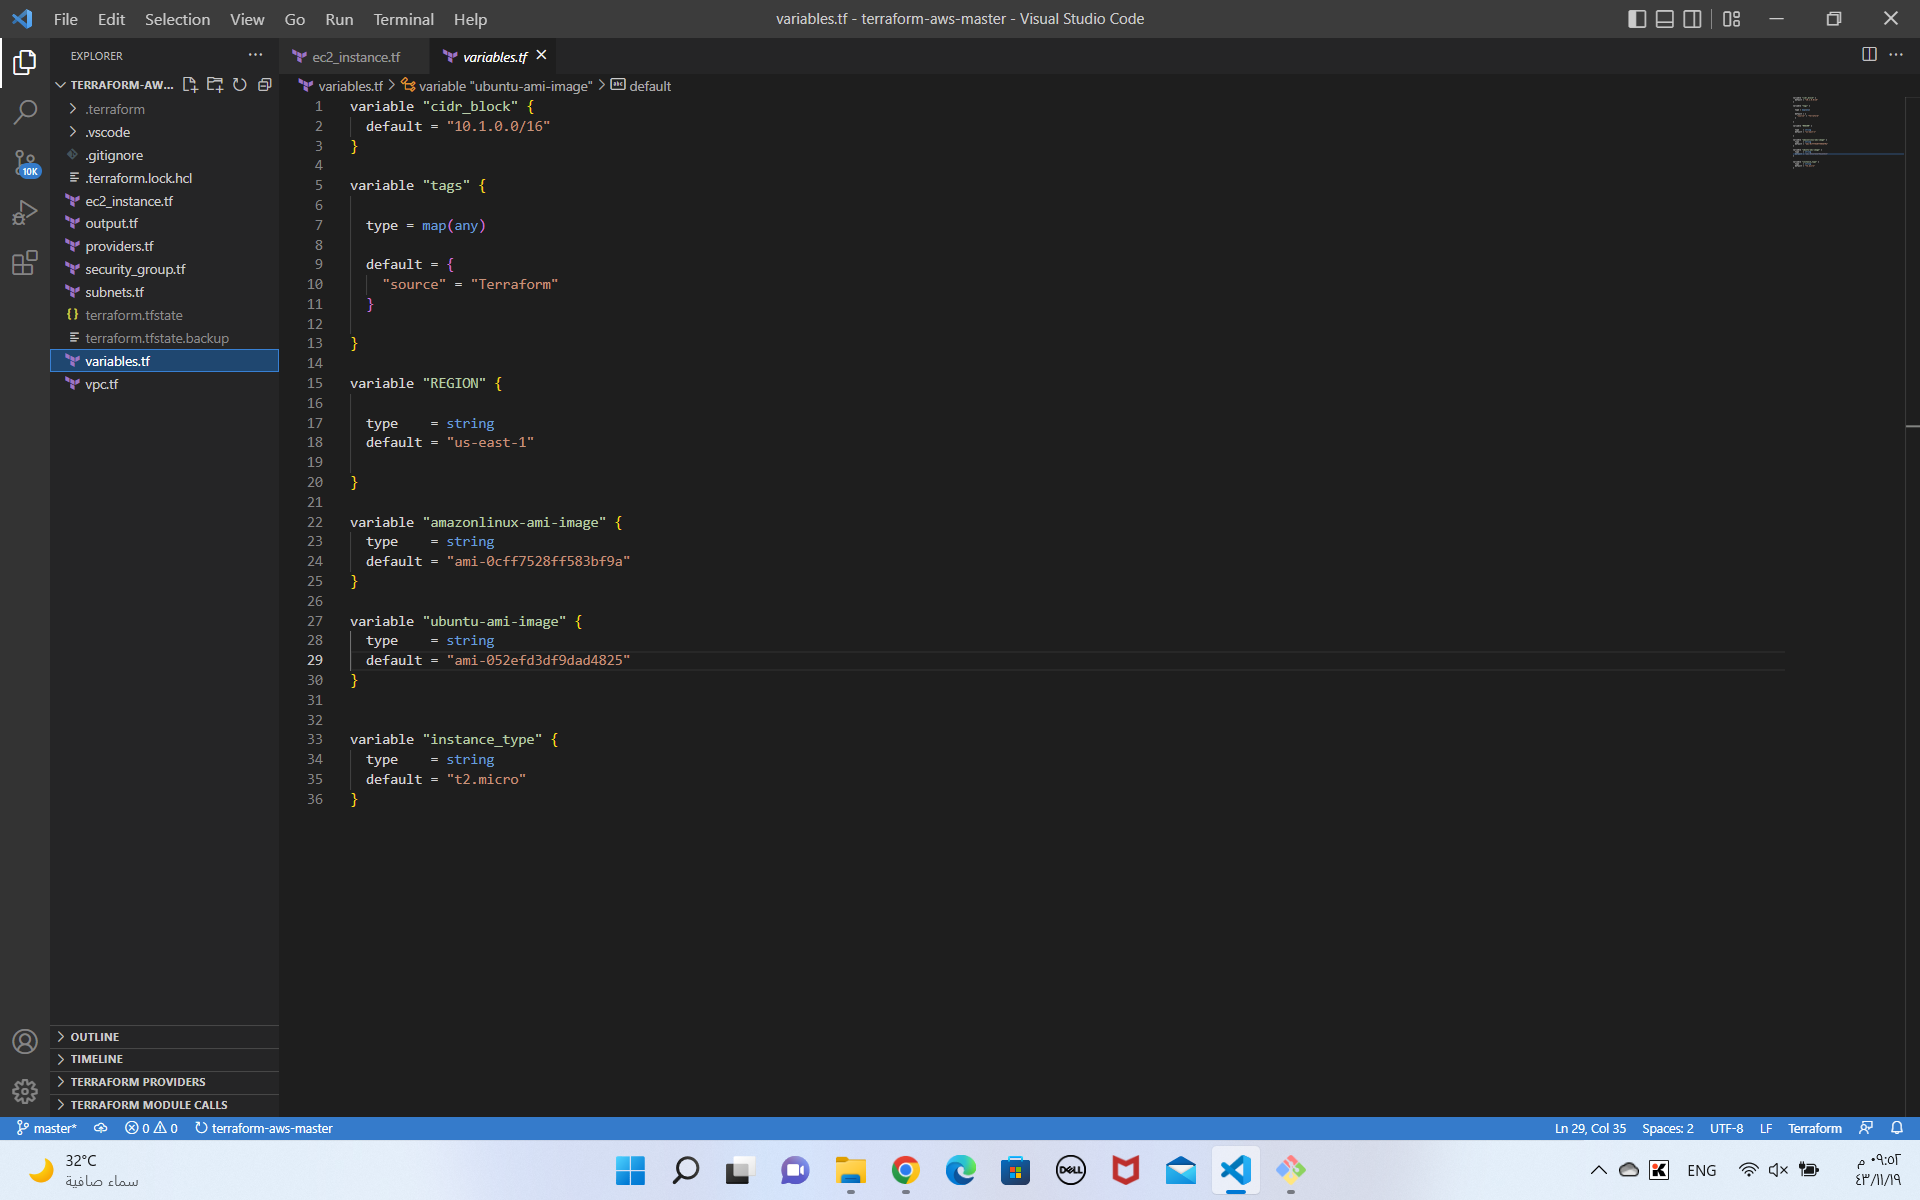 File Edit Selection View Go Run Terminal Help
variables.tf - terraform-aws-master - Visual Studio Code
EXPLORER
TERRAFORM-AW...
.terraform
.vscode
.gitignore
.terraform.lock.hcl
ec2_instance.tf
output.tf
providers.tf
security_group.tf
subnets.tf
terraform.tfstate
terraform.tfstate.backup
variables.tf
vpc.tf
10K
OUTLINE
TIMELINE
TERRAFORM PROVIDERS
TERRAFORM MODULE CALLS
ec2_instance.tf variables.tf
variables.tf > variable "ubuntu-ami-image" > default
1 variable "cidr_block" {
2 default = "10.1.0.0/16"
3 }
4
5 variable "tags" {
6
7 type = map(any)
8
9 default = {
10 "source" = "Terraform"
11 }
12
13 }
14
15 variable "REGION" {
16
17 type = string
18 default = "us-east-1"
19
20 }
21
22 variable "amazonlinux-ami-image" {
23 type = string
24 default = "ami-0cff7528ff583bf9a"
25 }
26
27 variable "ubuntu-ami-image" {
28 type = string
29 default = "ami-052efd3df9dad4825"
30 }
31
32
33 variable "instance_type" {
34 type = string
35 default = "t2.micro"
36 }
master* 0 0 terraform-aws-master
Ln 29, Col 35 Spaces: 2 UTF-8 LF Terraform
32°C
سماء صافية
DELL
K
ENG
٠٩:٥٢ م
٤٣/١١/١٩